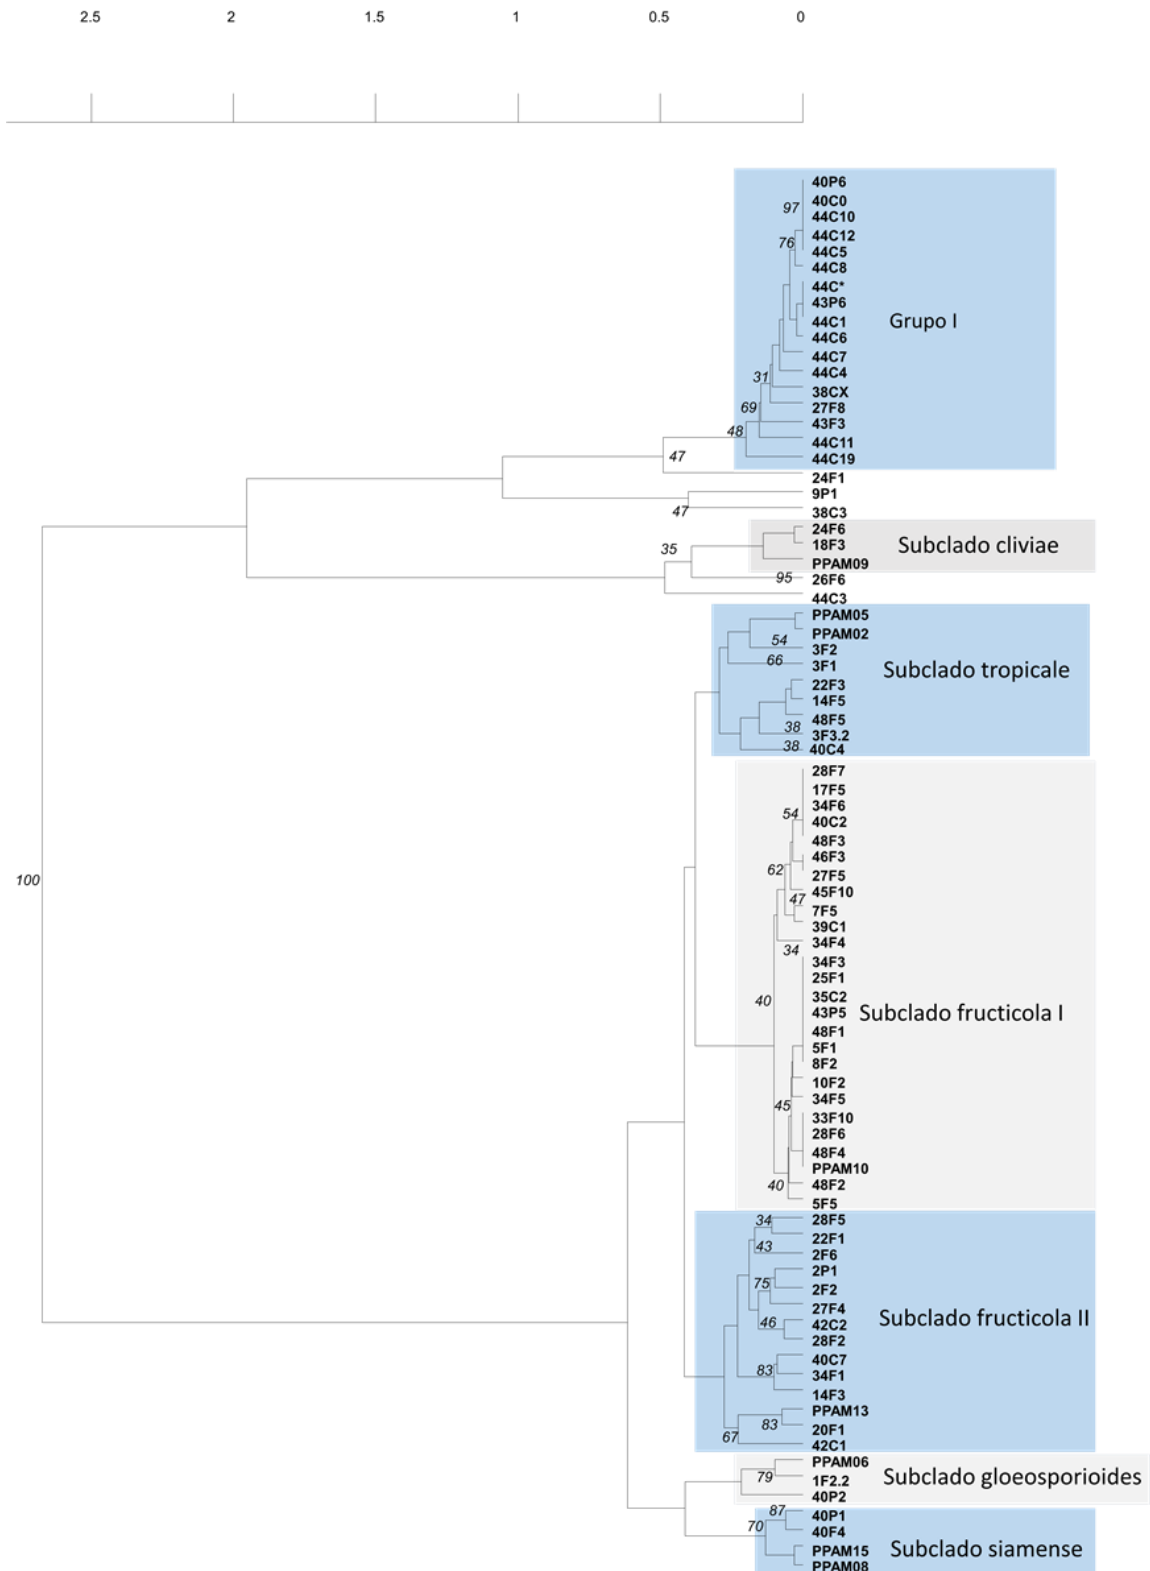 2.5 2 1.5 1 0.5 0
40P6
40C0
97
44C10
44C12
76
44C5
44C8
44C*
43P6
44C1
Grupo I
44C6
44C7
44C4
31
38CX
27F8
69
43F3
48
44C11
47
44C19
24F1
9P1
47
38C3
24F6
18F3
Subclado cliviae
35
PPAM09
95
26F6
44C3
PPAM05
PPAM02
54
3F2
66
3F1
Subclado tropicale
22F3
14F5
48F5
38
3F3.2
38
40C4
28F7
17F5
34F6
54
40C2
48F3
46F3
62
27F5
45F10
47
7F5
39C1
34F4
34
34F3
25F1
35C2
40
43P5
Subclado fructicola I
48F1
5F1
8F2
10F2
34F5
45
33F10
28F6
48F4
PPAM10
40
48F2
5F5
34
28F5
22F1
43
2F6
2P1
75
2F2
27F4
46
42C2
Subclado fructicola II
28F2
40C7
83
34F1
14F3
PPAM13
83
20F1
67
42C1
PPAM06
79
1F2.2
Subclado gloeosporioides
40P2
87
40P1
70
40F4
PPAM15
Subclado siamense
PPAM08
100